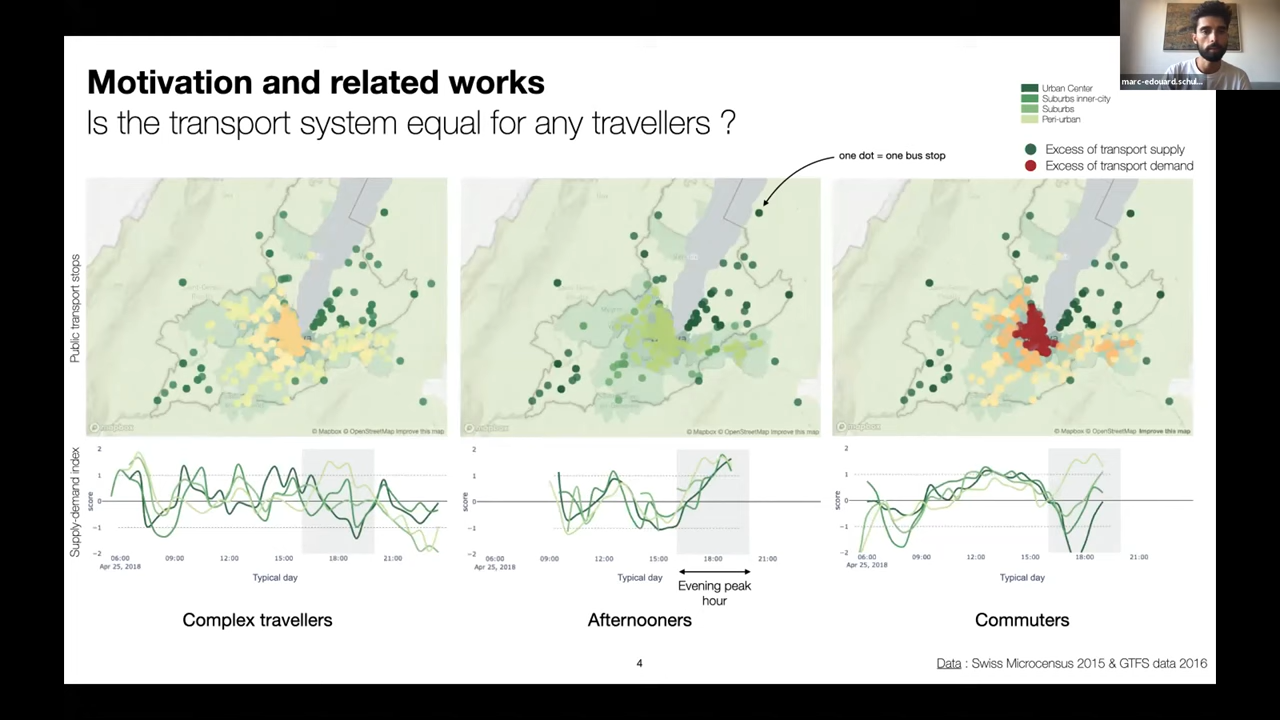 marc-edouard.schul...
Motivation and related works
Is the transport system equal for any travellers ?
Urban Center
Suburbs inner-city
Suburbs
Peri-urban
Excess of transport supply
Excess of transport demand
one dot = one bus stop
Public transport stops
mapbox
© Mapbox © OpenStreetMap Improve this map
mapbox
© Mapbox © OpenStreetMap Improve this map
mapbox
© Mapbox © OpenStreetMap Improve this map
Supply-demand index
score
2
1
0
−1
−2
06:00 09:00 12:00 15:00 18:00 21:00
Apr 25, 2018
Typical day
score
2
1
0
−1
−2
06:00 09:00 12:00 15:00 18:00 21:00
Apr 25, 2018
Typical day
Evening peak
hour
score
2
1
0
−1
−2
06:00 09:00 12:00 15:00 18:00 21:00
Apr 25, 2018
Typical day
Complex travellers
Afternooners
Commuters
4
Data : Swiss Microcensus 2015 & GTFS data 2016